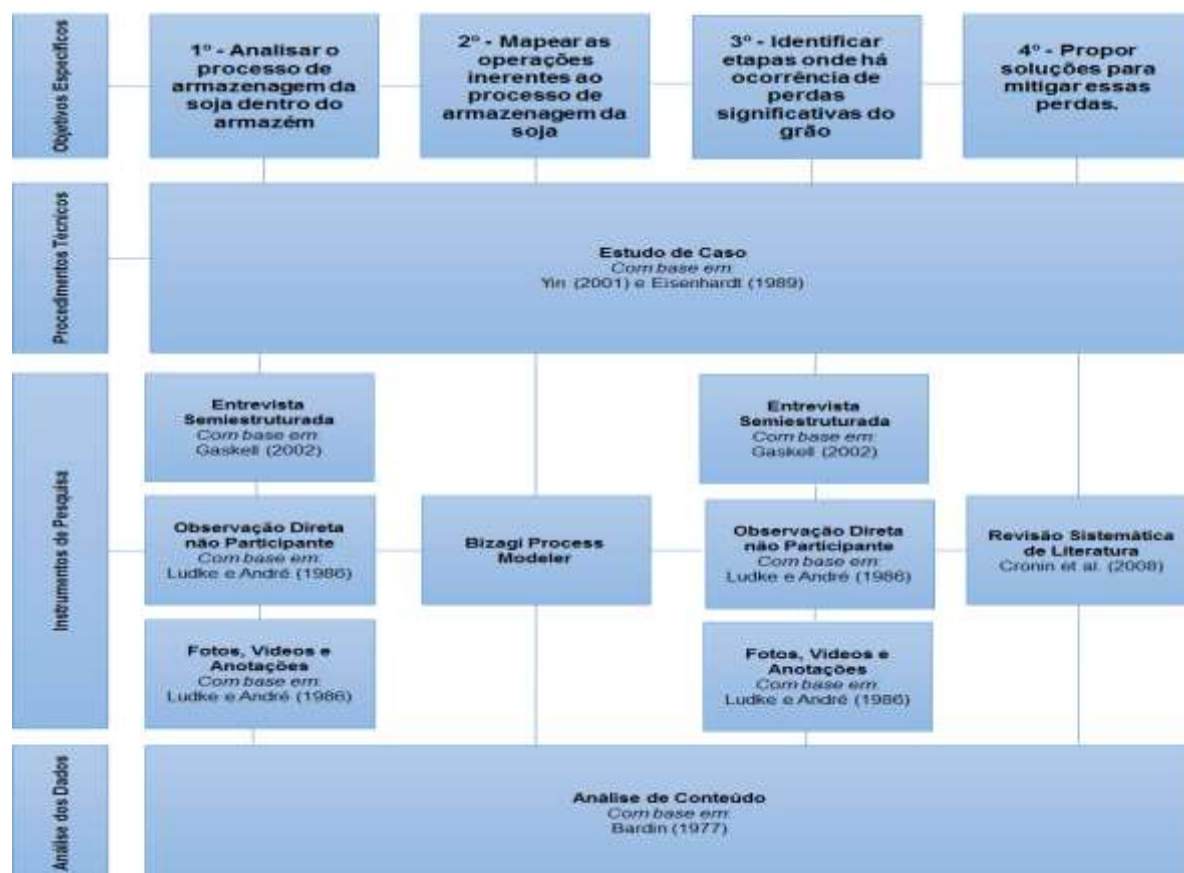 Objetivos Específicos
1º - Analisar o
processo de
armazenagem da
soja dentro do
armazém
2º - Mapear as
operações
inerentes ao
processo de
armazenagem da
soja
3º - Identificar
etapas onde há
ocorrência de
perdas
significativas do
grão
4º - Propor
soluções para
mitigar essas
perdas.
Procedimentos Técnicos
Estudo de Caso
Com base em:
Yin (2001) e Eisenhardt (1989)
Instrumentos de Pesquisa
Entrevista
Semiestruturada
Com base em:
Gaskell (2002)
Observação Direta
não Participante
Com base em:
Ludke e André (1986)
Fotos, Vídeos e
Anotações
Com base em:
Ludke e André (1986)
Bizagi Process
Modeler
Entrevista
Semiestruturada
Com base em:
Gaskell (2002)
Observação Direta
não Participante
Com base em:
Ludke e André (1986)
Fotos, Vídeos e
Anotações
Com base em:
Ludke e André (1986)
Revisão Sistemática
de Literatura
Cronin et al. (2008)
Análise dos Dados
Análise de Conteúdo
Com base em:
Bardin (1977)